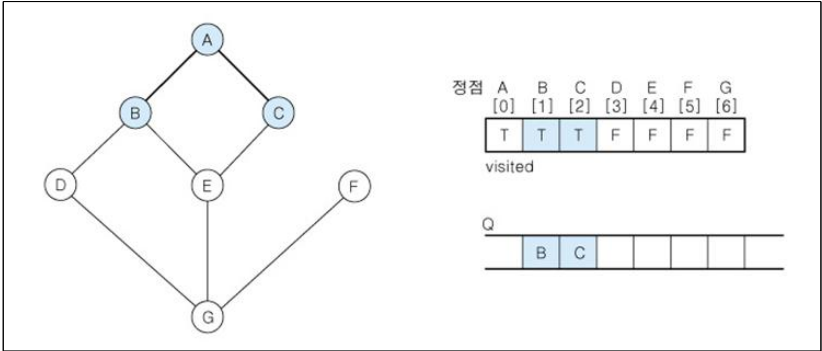 A
B C
D E F
G
정점 A B C D E F G
[0] [1] [2] [3] [4] [5] [6]
T T T F F F F
visited
Q
B C